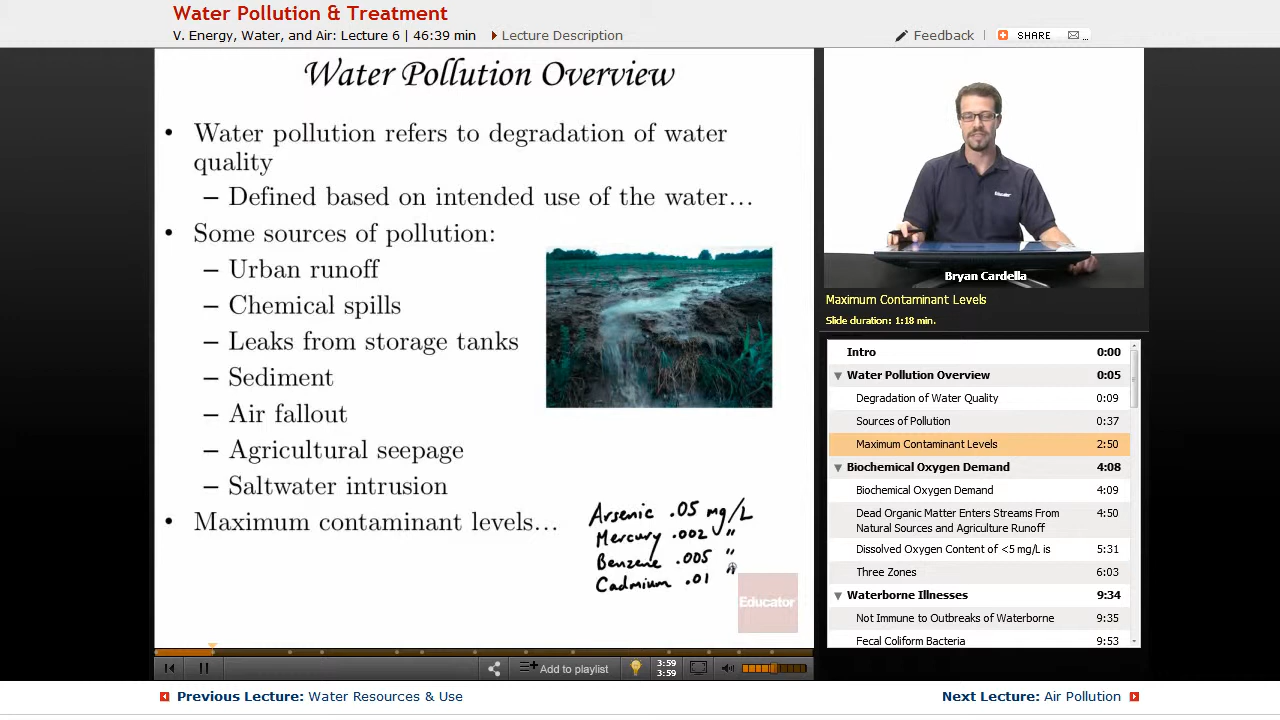 Water Pollution & Treatment
V. Energy, Water, and Air: Lecture 6 | 46:39 min
Lecture Description
Feedback
SHARE
Water Pollution Overview
• Water pollution refers to degradation of water
quality
– Defined based on intended use of the water…
• Some sources of pollution:
– Urban runoff
– Chemical spills
– Leaks from storage tanks
– Sediment
– Air fallout
– Agricultural seepage
– Saltwater intrusion
• Maximum contaminant levels…
Arsenic .05 mg/L
Mercury .002 "
Benzene .005 "
Cadmium .01 "
Educator
Educator
Bryan Cardella
Maximum Contaminant Levels
Slide duration: 1:18 min.
Intro 0:00
Water Pollution Overview 0:05
Degradation of Water Quality 0:09
Sources of Pollution 0:37
Maximum Contaminant Levels 2:50
Biochemical Oxygen Demand 4:08
Biochemical Oxygen Demand 4:09
Dead Organic Matter Enters Streams From 4:50
Natural Sources and Agriculture Runoff
Dissolved Oxygen Content of <5 mg/L is 5:31
Three Zones 6:03
Waterborne Illnesses 9:34
Not Immune to Outbreaks of Waterborne 9:35
Fecal Coliform Bacteria 9:53
Add to playlist
3:59
3:59
Previous Lecture: Water Resources & Use
Next Lecture: Air Pollution